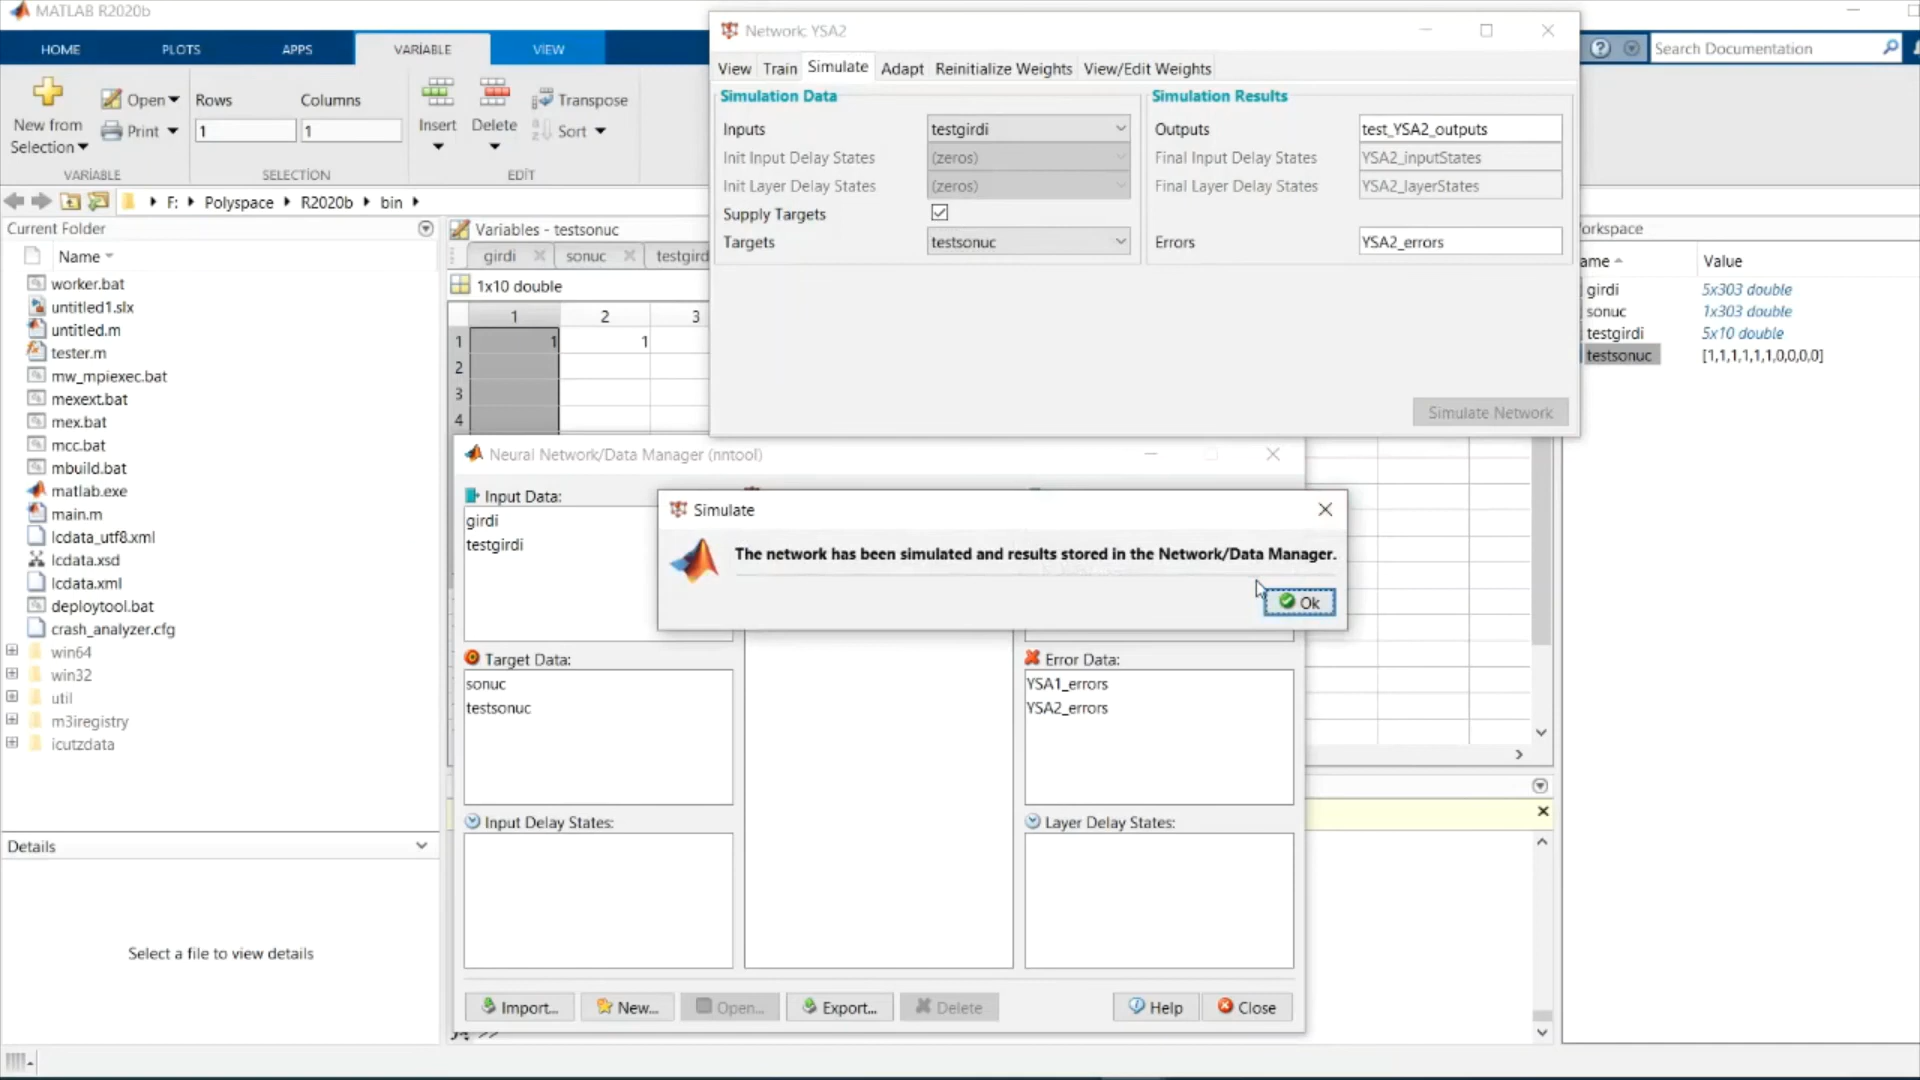 MATLAB R2020b
HOME
PLOTS
APPS
VARİABLE
VIEW
Search Documentation
New from
Selection
Open
Print
Rows
Columns
1
1
Insert
Delete
Transpose
Sort
VARİABLE
SELECTİON
EDİT
F:
Polyspace
R2020b
bin
Current Folder
Name
worker.bat
untitled1.slx
untitled.m
tester.m
mw_mpiexec.bat
mexext.bat
mex.bat
mcc.bat
mbuild.bat
matlab.exe
main.m
lcdata_utf8.xml
lcdata.xsd
lcdata.xml
deploytool.bat
crash_analyzer.cfg
win64
win32
util
m3iregistry
icutzdata
Details
Select a file to view details
Variables - testsonuc
girdi
sonuc
testgird
1x10 double
1 2 3
1 1 1
2
3
4
Network: YSA2
View Train Simulate Adapt Reinitialize Weights View/Edit Weights
Simulation Data
Inputs testgirdi
Init Input Delay States (zeros)
Init Layer Delay States (zeros)
Supply Targets
Targets testsonuc
Simulation Results
Outputs test_YSA2_outputs
Final Input Delay States YSA2_inputStates
Final Layer Delay States YSA2_layerStates
Errors YSA2_errors
Simulate Network
orkspace
ame Value
girdi 5x303 double
sonuc 1x303 double
testgirdi 5x10 double
testsonuc [1,1,1,1,1,1,0,0,0,0]
Neural Network/Data Manager (nntool)
Input Data:
girdi
testgirdi
Simulate
The network has been simulated and results stored in the Network/Data Manager.
Ok
Target Data:
sonuc
testsonuc
Error Data:
YSA1_errors
YSA2_errors
Input Delay States:
Layer Delay States:
Import...
New...
Open...
Export...
Delete
Help
Close